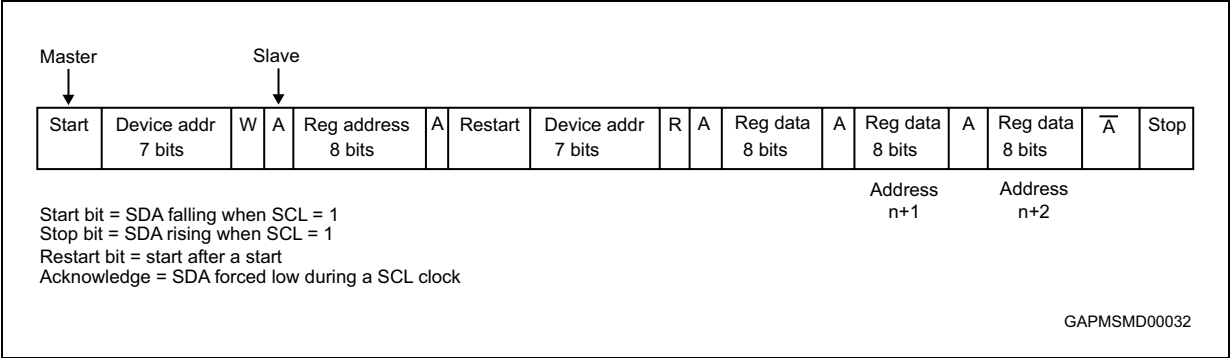 Master Slave
Start Device addr W A Reg address A Restart Device addr R A Reg data A Reg data A Reg data A̅ Stop
7 bits 8 bits 7 bits 8 bits 8 bits 8 bits
Address Address
n+1 n+2
Start bit = SDA falling when SCL = 1
Stop bit = SDA rising when SCL = 1
Restart bit = start after a start
Acknowledge = SDA forced low during a SCL clock
GAPMSMD00032